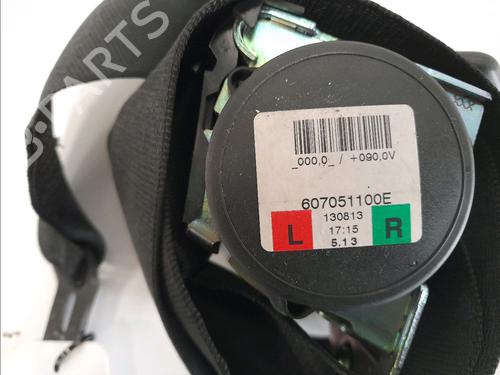 B-PARTS
_000,0_ / +090,0V
607051100E
L
130813
17:15
5.13
R